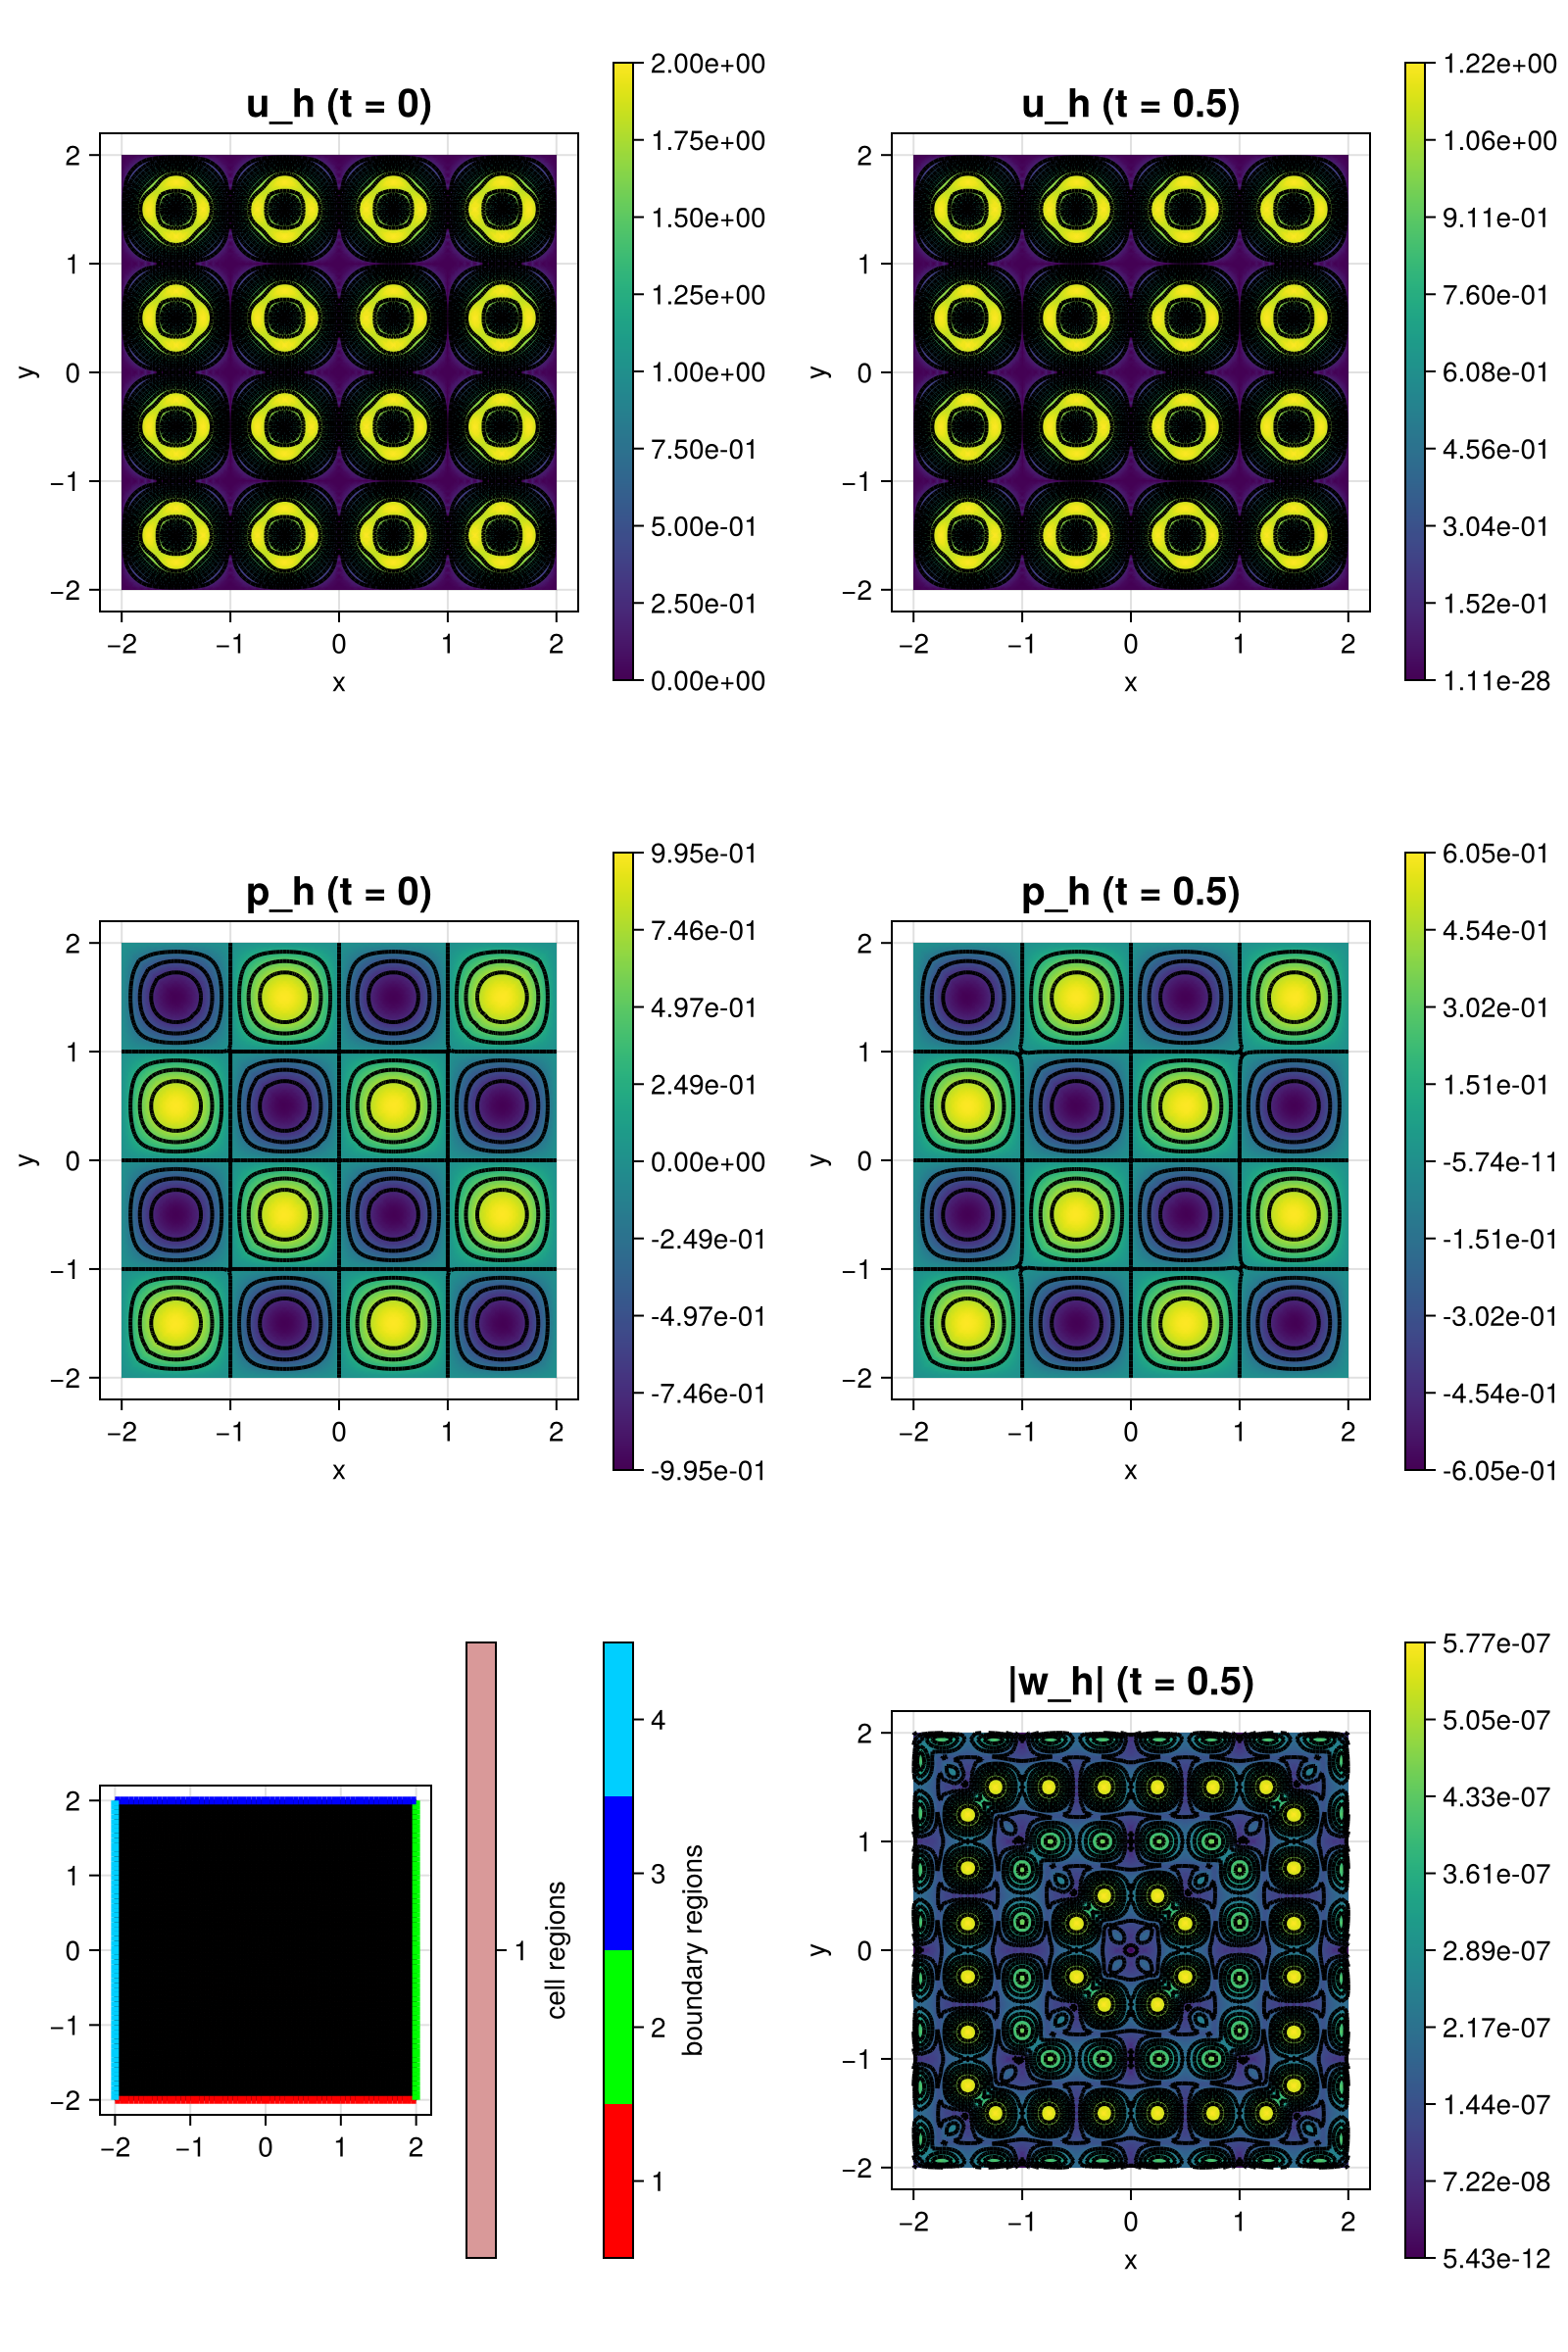 u_h (t = 0)
2.00e+00
1.75e+00
1.50e+00
1.25e+00
1.00e+00
7.50e-01
5.00e-01
2.50e-01
0.00e+00
2
1
0
−1
−2
y
−2 −1 0 1 2
x
u_h (t = 0.5)
1.22e+00
1.06e+00
9.11e-01
7.60e-01
6.08e-01
4.56e-01
3.04e-01
1.52e-01
1.11e-28
2
1
0
−1
−2
y
−2 −1 0 1 2
x
p_h (t = 0)
9.95e-01
7.46e-01
4.97e-01
2.49e-01
0.00e+00
-2.49e-01
-4.97e-01
-7.46e-01
-9.95e-01
2
1
0
−1
−2
y
−2 −1 0 1 2
x
p_h (t = 0.5)
6.05e-01
4.54e-01
3.02e-01
1.51e-01
-5.74e-11
-1.51e-01
-3.02e-01
-4.54e-01
-6.05e-01
2
1
0
−1
−2
y
−2 −1 0 1 2
x
2
1
0
−1
−2
−2 −1 0 1 2
1
cell regions
4
3
2
1
boundary regions
|w_h| (t = 0.5)
5.77e-07
5.05e-07
4.33e-07
3.61e-07
2.89e-07
2.17e-07
1.44e-07
7.22e-08
5.43e-12
2
1
0
−1
−2
y
−2 −1 0 1 2
x